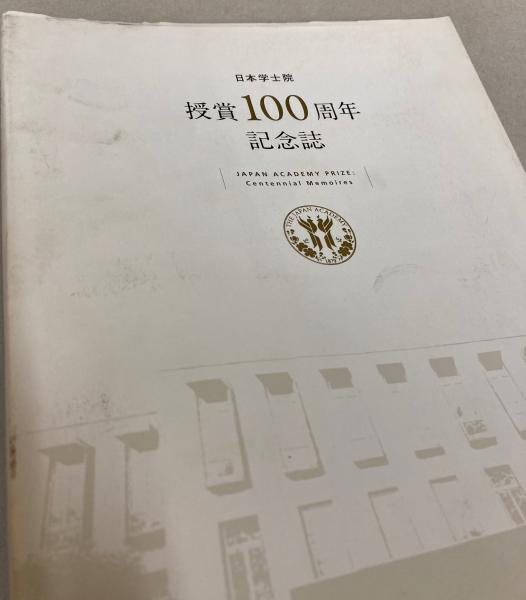 日本学士院
授賞100周年
記念誌
JAPAN ACADEMY PRIZE:
Centennial Memoires
THE JAPAN ACADEMY
1879